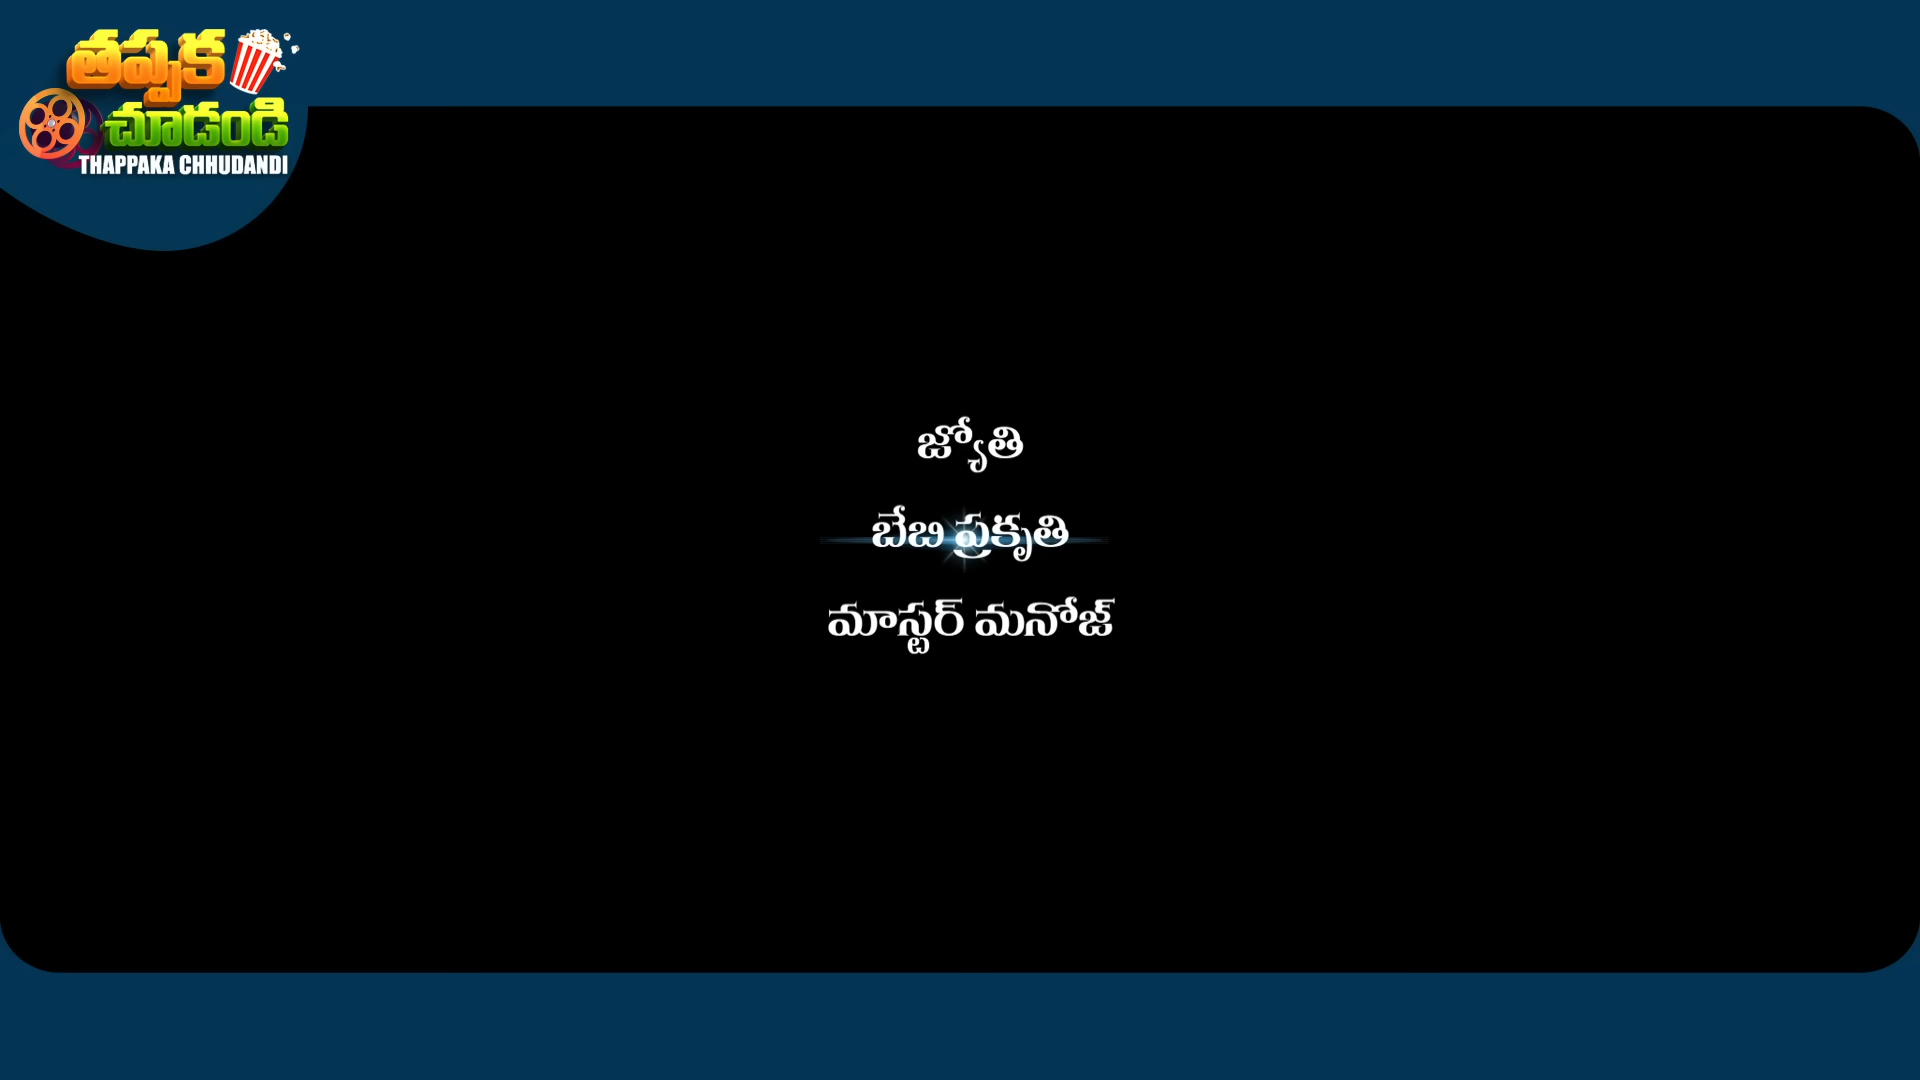 తప్పక
చూడండి
THAPPAKA CHHUDANDI
జ్యోతి
బేబి ప్రకృతి
మాస్టర్ మనోజ్